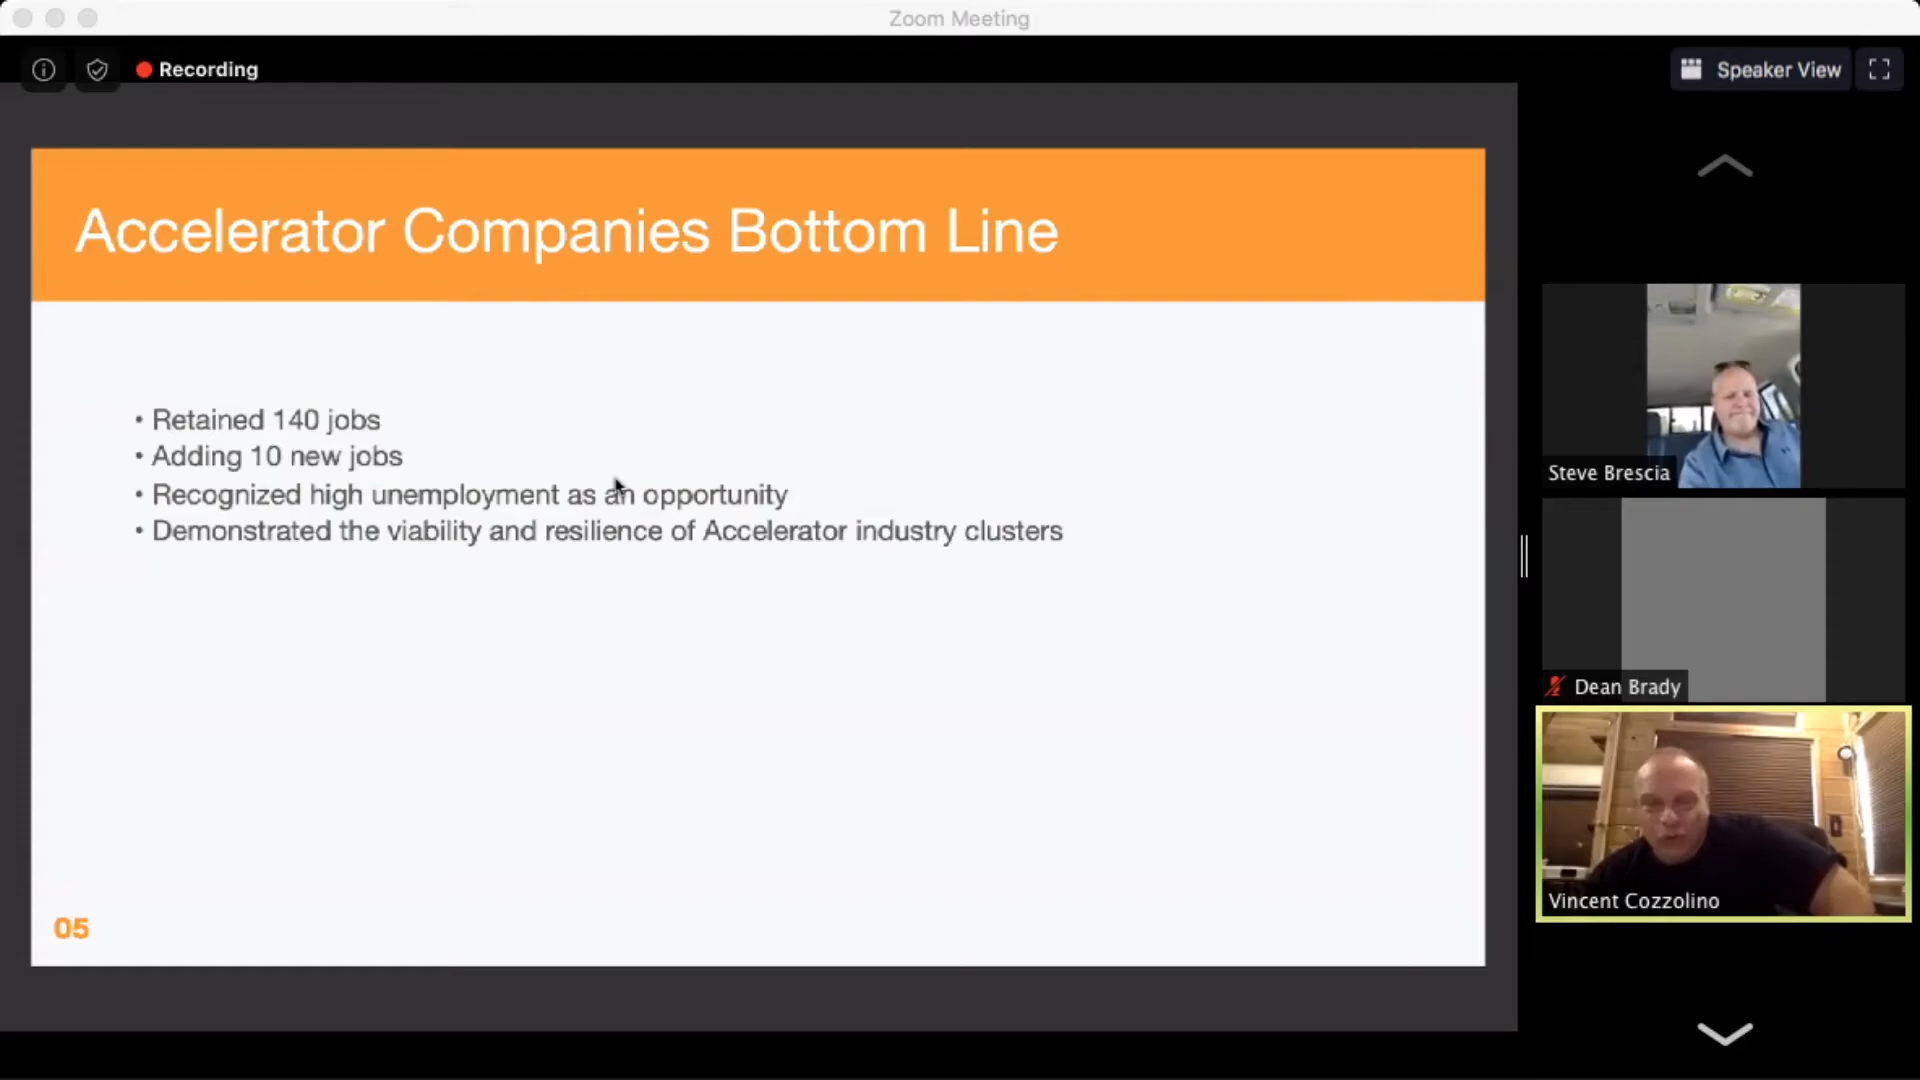 Zoom Meeting
Recording
Speaker View
Accelerator Companies Bottom Line
• Retained 140 jobs
• Adding 10 new jobs
• Recognized high unemployment as an opportunity
• Demonstrated the viability and resilience of Accelerator industry clusters
05
Steve Brescia
Dean Brady
Vincent Cozzolino